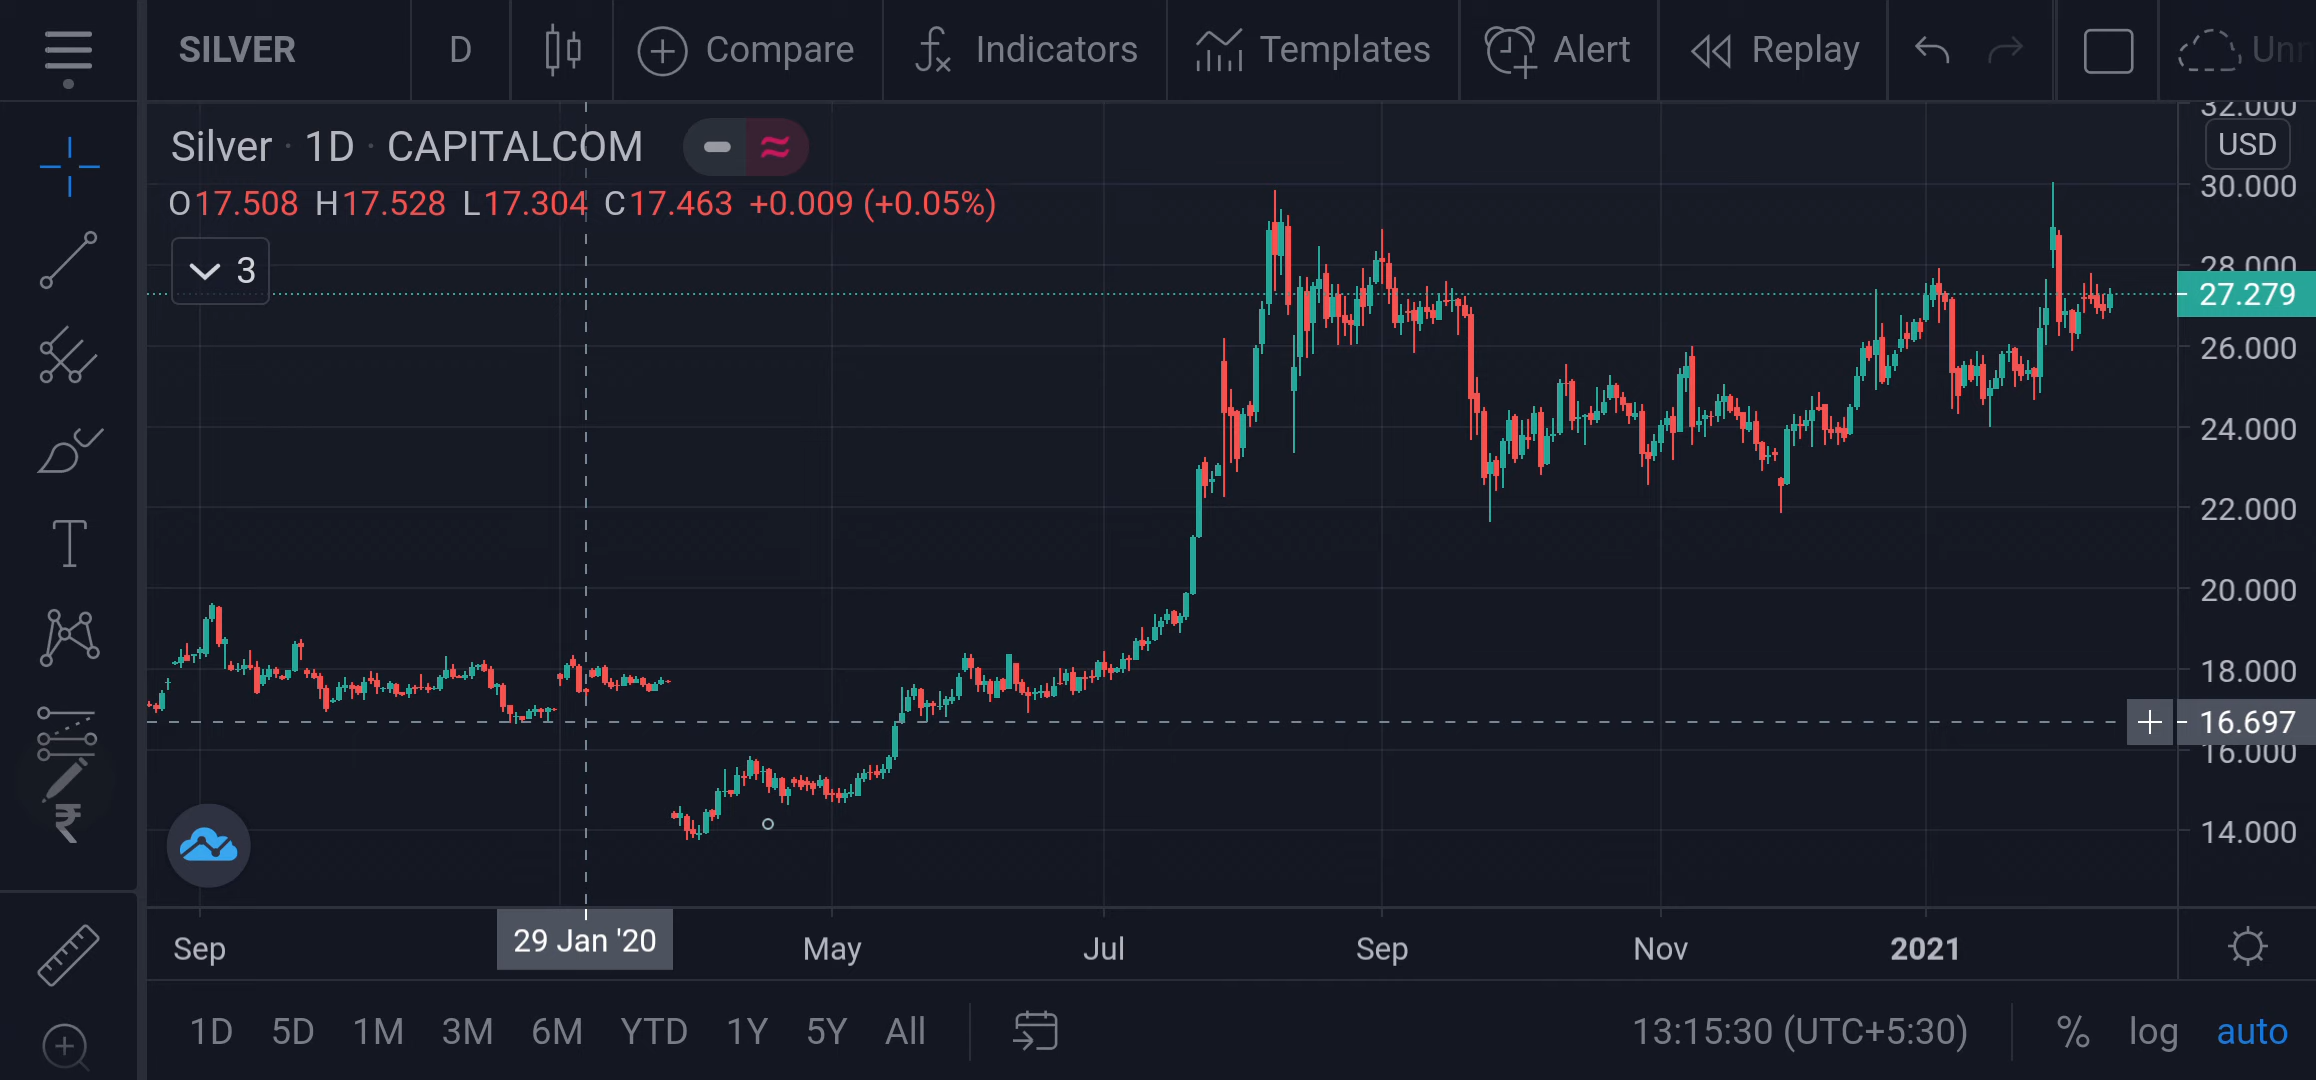 SILVER D Compare Indicators Templates Alert Replay
Silver · 1D · CAPITALCOM
O17.508 H17.528 L17.304 C17.463 +0.009 (+0.05%)
3
32.000
USD
30.000
28.000
27.279
26.000
24.000
22.000
20.000
18.000
16.697
16.000
14.000
Sep 29 Jan '20 May Jul Sep Nov 2021
1D 5D 1M 3M 6M YTD 1Y 5Y All 13:15:30 (UTC+5:30) % log auto